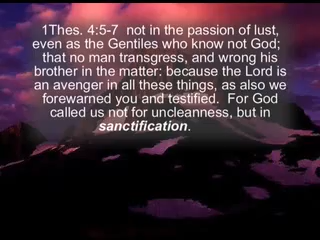 1Thes. 4:5-7  not in the passion of lust,
even as the Gentiles who know not God;
that no man transgress, and wrong his
brother in the matter: because the Lord is
an avenger in all these things, as also we
forewarned you and testified.  For God
called us not for uncleanness, but in
sanctification.